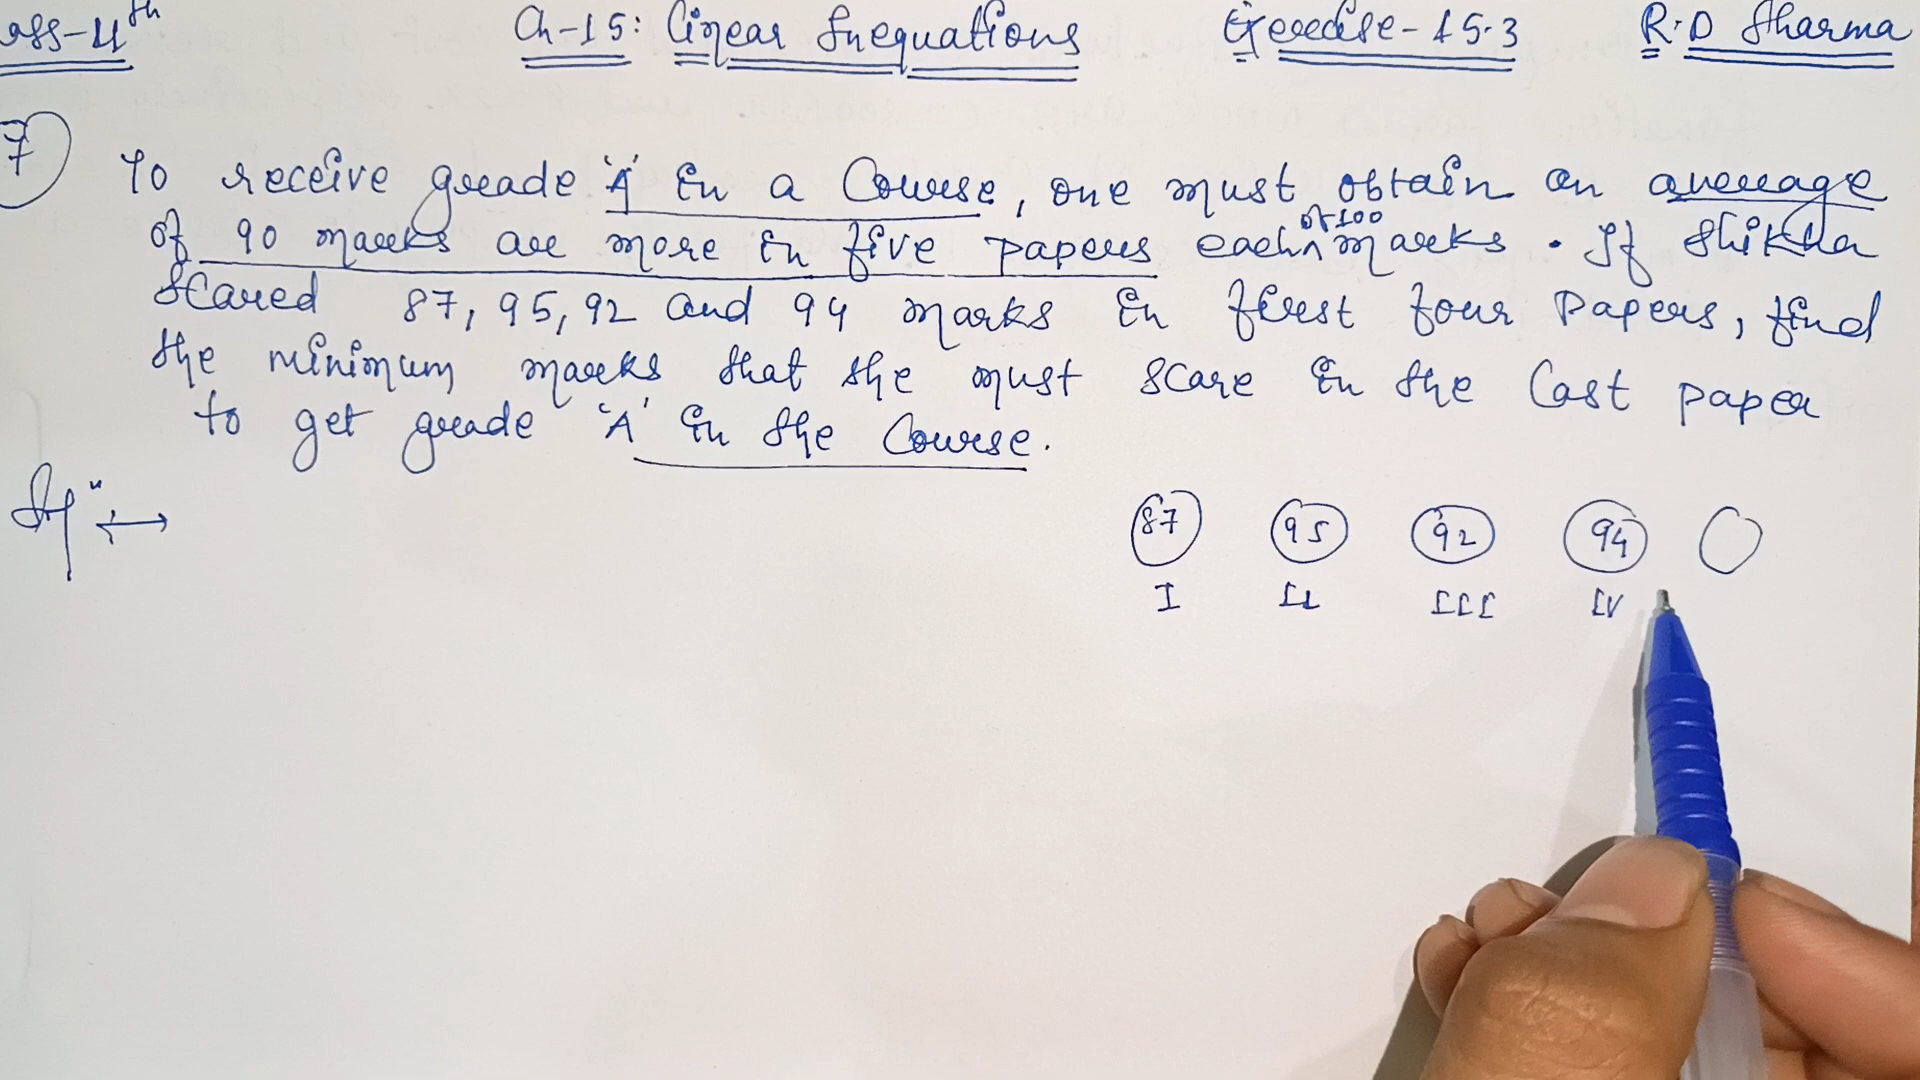 ass-11th Ch-15: Linear Inequations Exercise-15.3 R.D Sharma
7 To receive grade 'A' in a Course, one must obtain an average
of 90 marks are more in five papers each of 100 marks. If Shikha
Scored 87, 95, 92 and 94 marks in first four Papers, find
the minimum marks that she must score in the last paper
to get grade 'A' in the Course.
Solⁿ
87 95 92 94
I II III IV